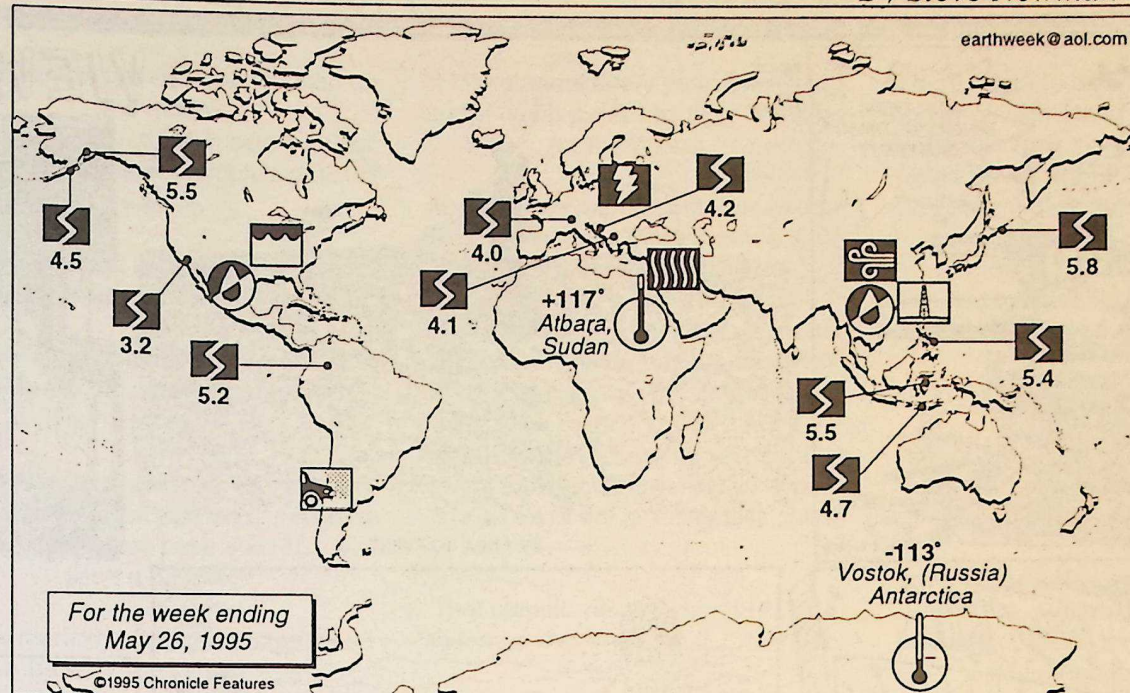 earthweek@aol.com
5.5
4.5
3.2
5.2
4.0
4.1
4.2
+117°
Atbara,
Sudan
5.8
5.4
5.5
4.7
-113°
Vostok, (Russia)
Antarctica
For the week ending
May 26, 1995
©1995 Chronicle Features